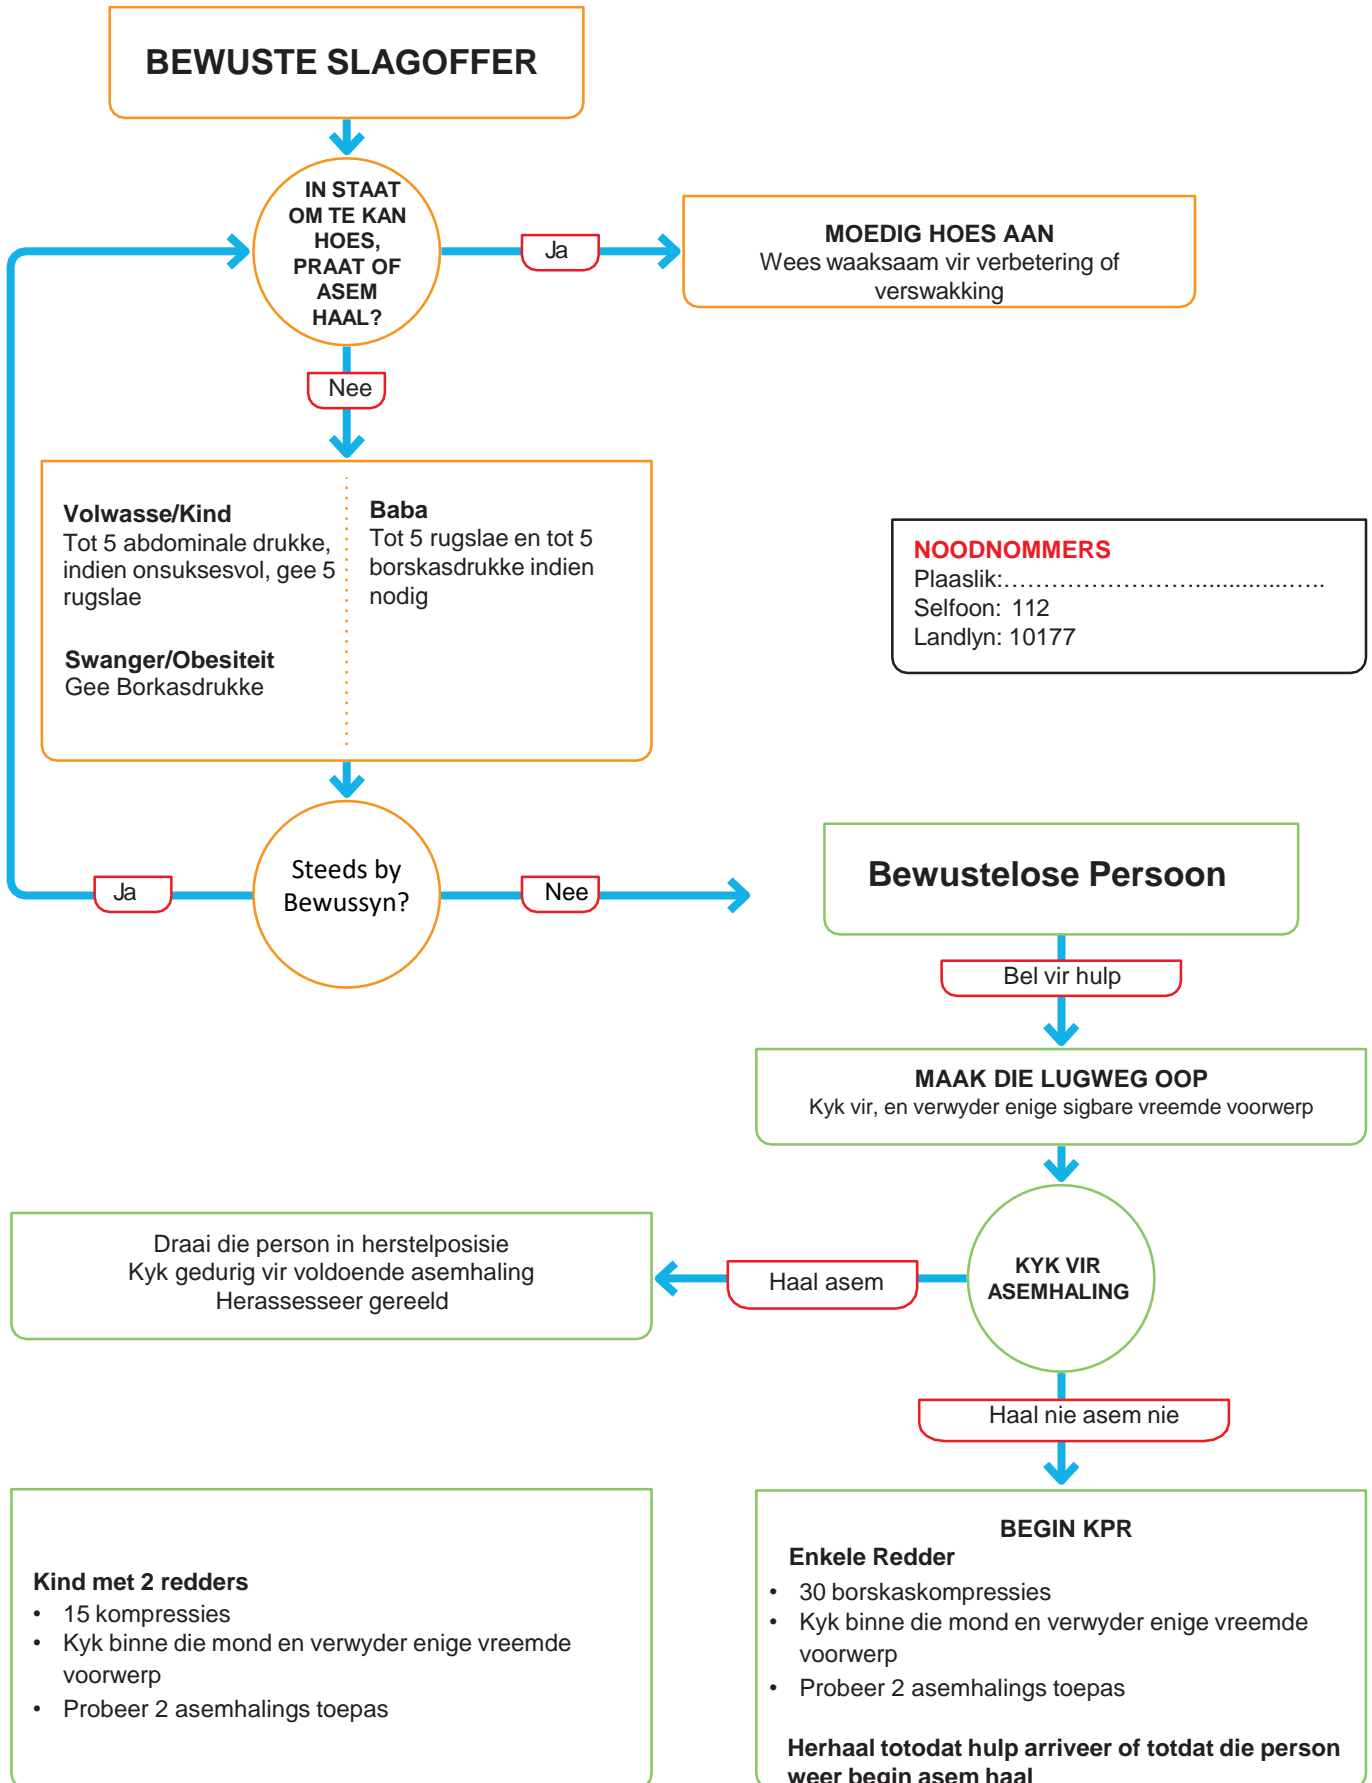 BEWUSTE SLAGOFFER
IN STAAT
OM TE KAN
HOES,
PRAAT OF
ASEM
HAAL?
Ja
MOEDIG HOES AAN
Wees waaksaam vir verbetering of
verswakking
Nee
Volwasse/Kind
Tot 5 abdominale drukke,
indien onsuksesvol, gee 5
rugslae
Swanger/Obesiteit
Gee Borkasdrukke
Baba
Tot 5 rugslae en tot 5
borskasdrukke indien
nodig
NOODNOMMERS
Plaaslik:…………………….............…..
Selfoon: 112
Landlyn: 10177
Steeds by
Bewussyn?
Ja
Nee
Bewustelose Persoon
Bel vir hulp
MAAK DIE LUGWEG OOP
Kyk vir, en verwyder enige sigbare vreemde voorwerp
KYK VIR
ASEMHALING
Haal asem
Draai die person in herstelposisie
Kyk gedurig vir voldoende asemhaling
Herassesseer gereeld
Haal nie asem nie
Kind met 2 redders
• 15 kompressies
• Kyk binne die mond en verwyder enige vreemde
voorwerp
• Probeer 2 asemhalings toepas
BEGIN KPR
Enkele Redder
• 30 borskaskompressies
• Kyk binne die mond en verwyder enige vreemde
voorwerp
• Probeer 2 asemhalings toepas
Herhaal totodat hulp arriveer of totdat die person
weer begin asem haal